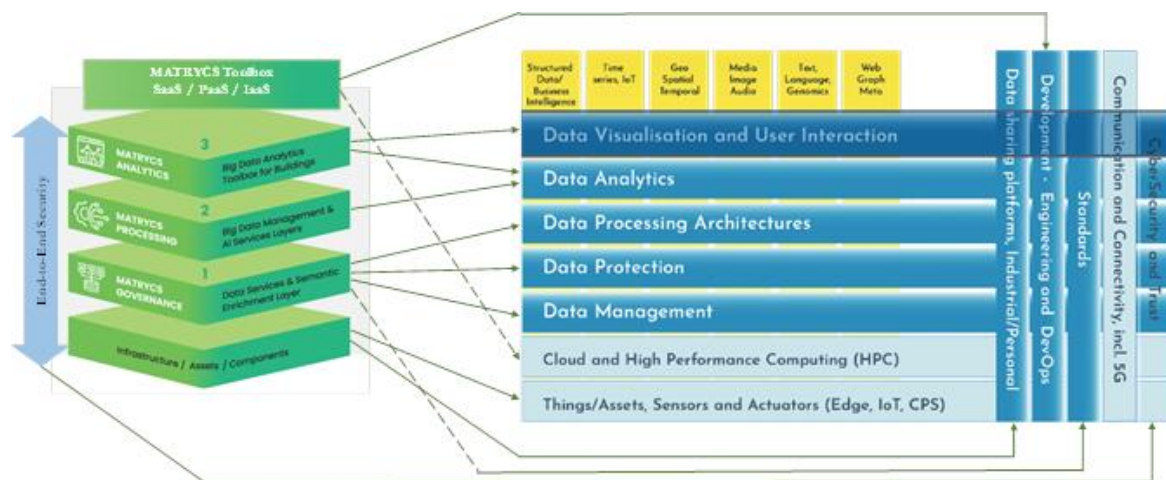 MATRYCS Toolbox
SaaS / PaaS / IaaS
End-to-End Security
3
MATRYCS
ANALYTICS
Big Data Analytics
Toolbox for Buildings
2
MATRYCS
PROCESSING
Big Data Management &
AI Services Layers
1
MATRYCS
GOVERNANCE
Data Services & Semantic
Enrichment Layer
Infrastructure / Assets / Components
Structured
Data/
Business
Intelligence
Time
series, IoT
Geo
Spatial
Temporal
Media
Image
Audio
Text,
Language,
Genomics
Web
Graph
Meta
Data Visualisation and User Interaction
Data Analytics
Data Processing Architectures
Data Protection
Data Management
Cloud and High Performance Computing (HPC)
Things/Assets, Sensors and Actuators (Edge, IoT, CPS)
Data sharing platforms, Industrial/Personal
Development - Engineering and DevOps
Standards
Communication and Connectivity, incl. 5G
CyberSecurity and Trust